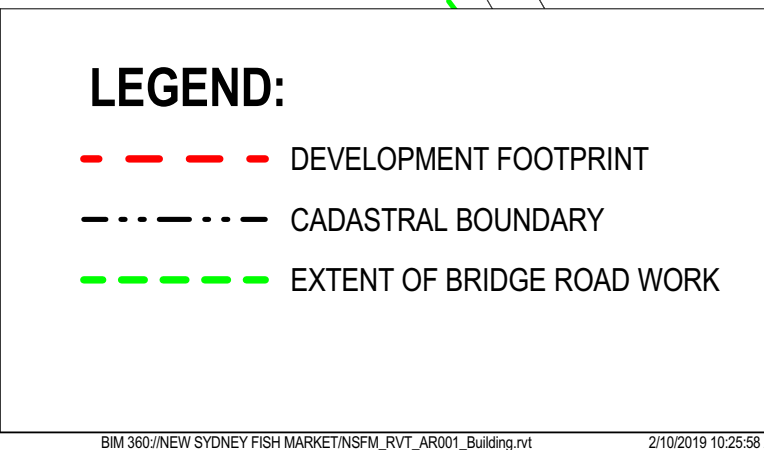 LEGEND:
DEVELOPMENT FOOTPRINT
CADASTRAL BOUNDARY
EXTENT OF BRIDGE ROAD WORK
BIM 360://NEW SYDNEY FISH MARKET/NSFM_RVT_AR001_Building.rvt 2/10/2019 10:25:58